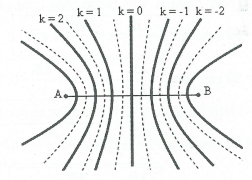 k = 2 k = 1 k = 0 k = -1 k = -2
A B